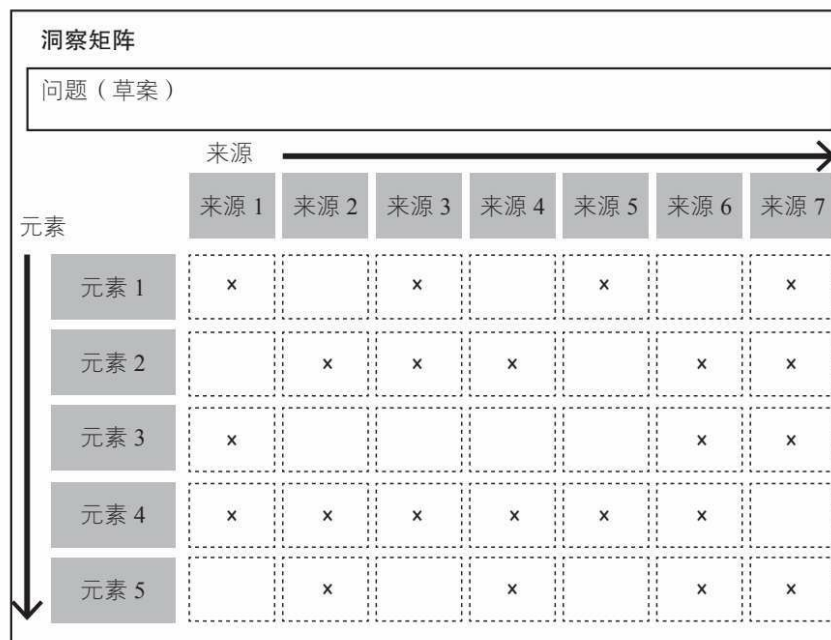 洞察矩阵
问题（草案）
来源
来源 1 来源 2 来源 3 来源 4 来源 5 来源 6 来源 7
元素
元素 1 x x x x
元素 2 x x x x x
元素 3 x x x
元素 4 x x x x x x
元素 5 x x x x